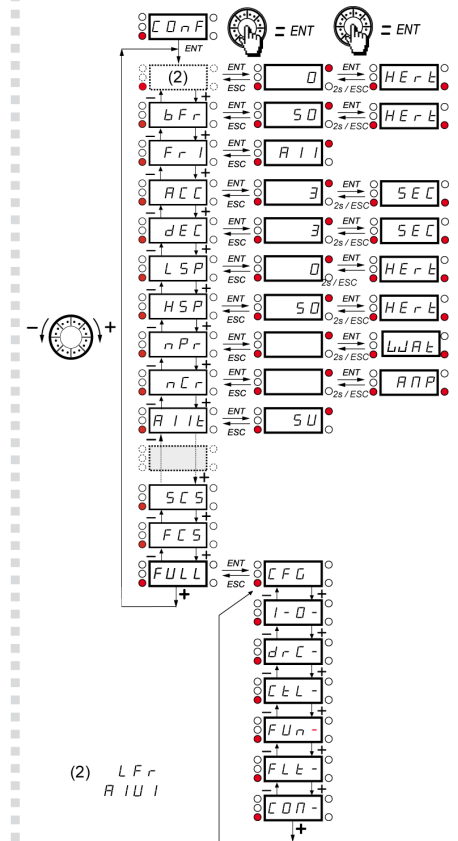 COnF = ENT = ENT
ENT
(2) ENT ESC 0 ENT 2s / ESC HErt
bFr ENT ESC 50 ENT 2s / ESC HErt
Fr1 ENT ESC AI1
ACC ENT ESC 3 ENT 2s / ESC SEC
dEC ENT ESC 3 ENT 2s / ESC SEC
LSP ENT ESC 0 ENT 2s / ESC HErt
HSP ENT ESC 50 ENT 2s / ESC HErt
nPr ENT ESC ENT 2s / ESC WAt
nCr ENT ESC ENT 2s / ESC AMP
AI1t ENT ESC 5U
SCS
FCS
FULL ENT ESC CFG
I-O-
drC-
CtL-
FUn-
FLt-
COM-
− +
(2) LFr
AIU1